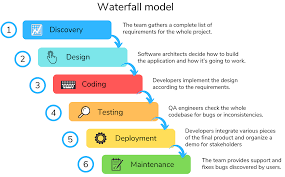 Waterfall model
1
Discovery
The team gathers a complete list of
requirements for the whole project.
2
Design
Software architects decide how to build
the application and how it's going to work.
3
Coding
Developers implement the design
according to the requirements.
4
Testing
QA engineers check the whole
codebase for bugs or inconsistencies.
5
Deployment
Developers integrate various pieces
of the final product and organize a
demo for stakeholders.
6
Maintenance
The team provides support and
fixes bugs discovered by users.